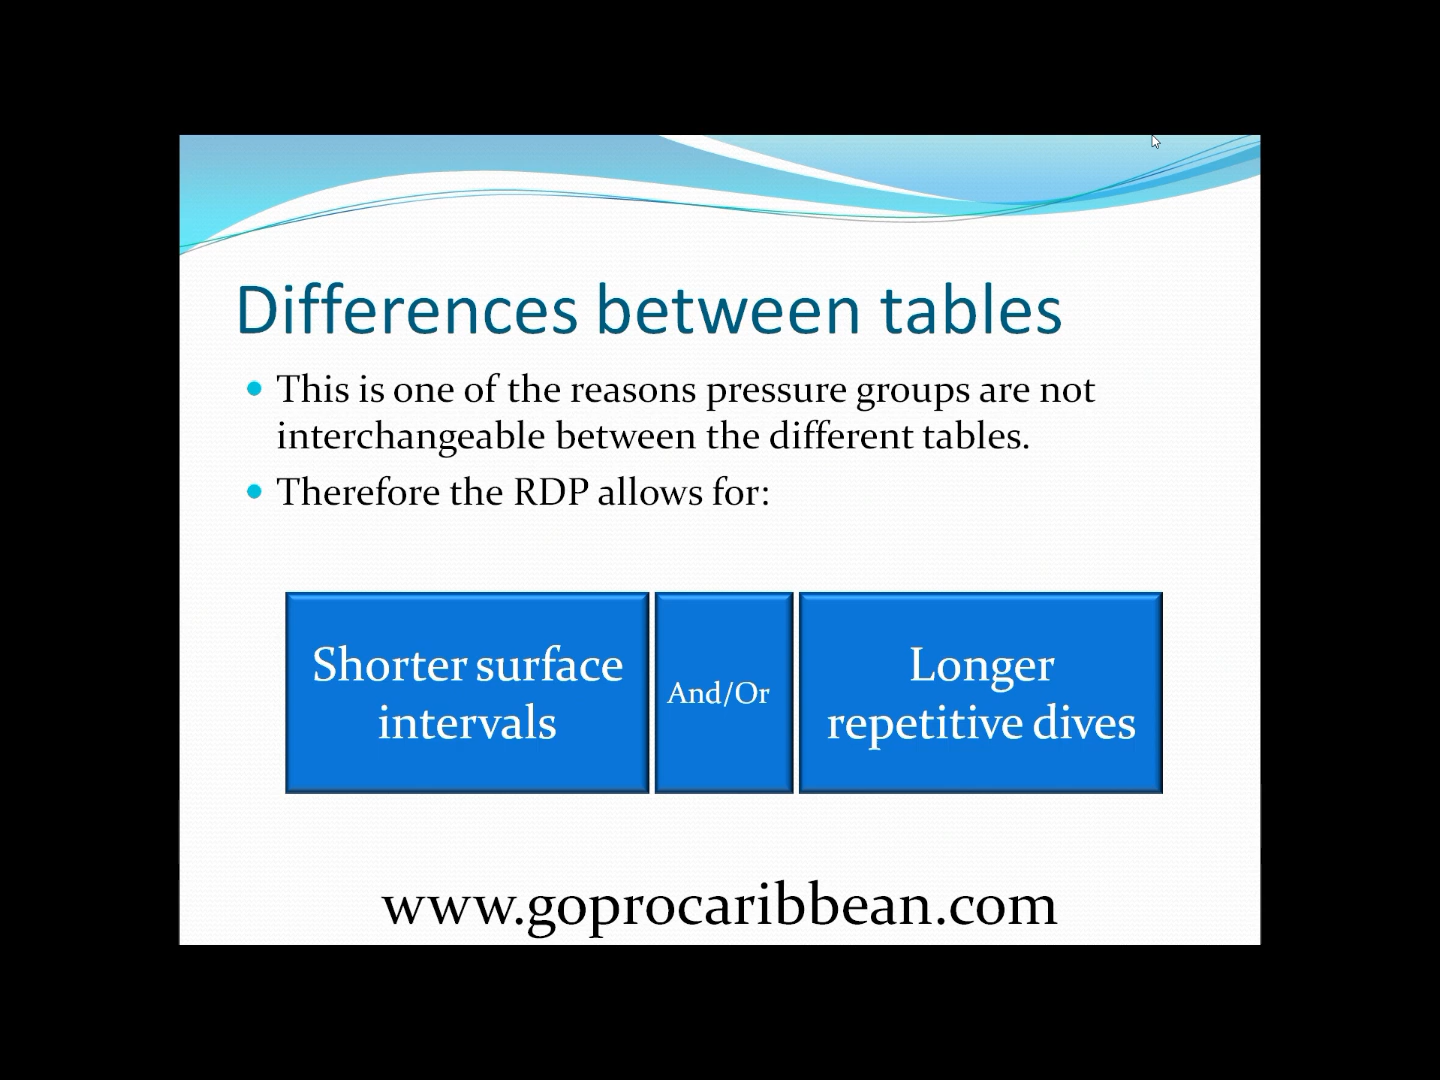 Differences between tables
This is one of the reasons pressure groups are not
interchangeable between the different tables.
Therefore the RDP allows for:
Shorter surface
intervals
And/Or
Longer
repetitive dives
www.goprocaribbean.com